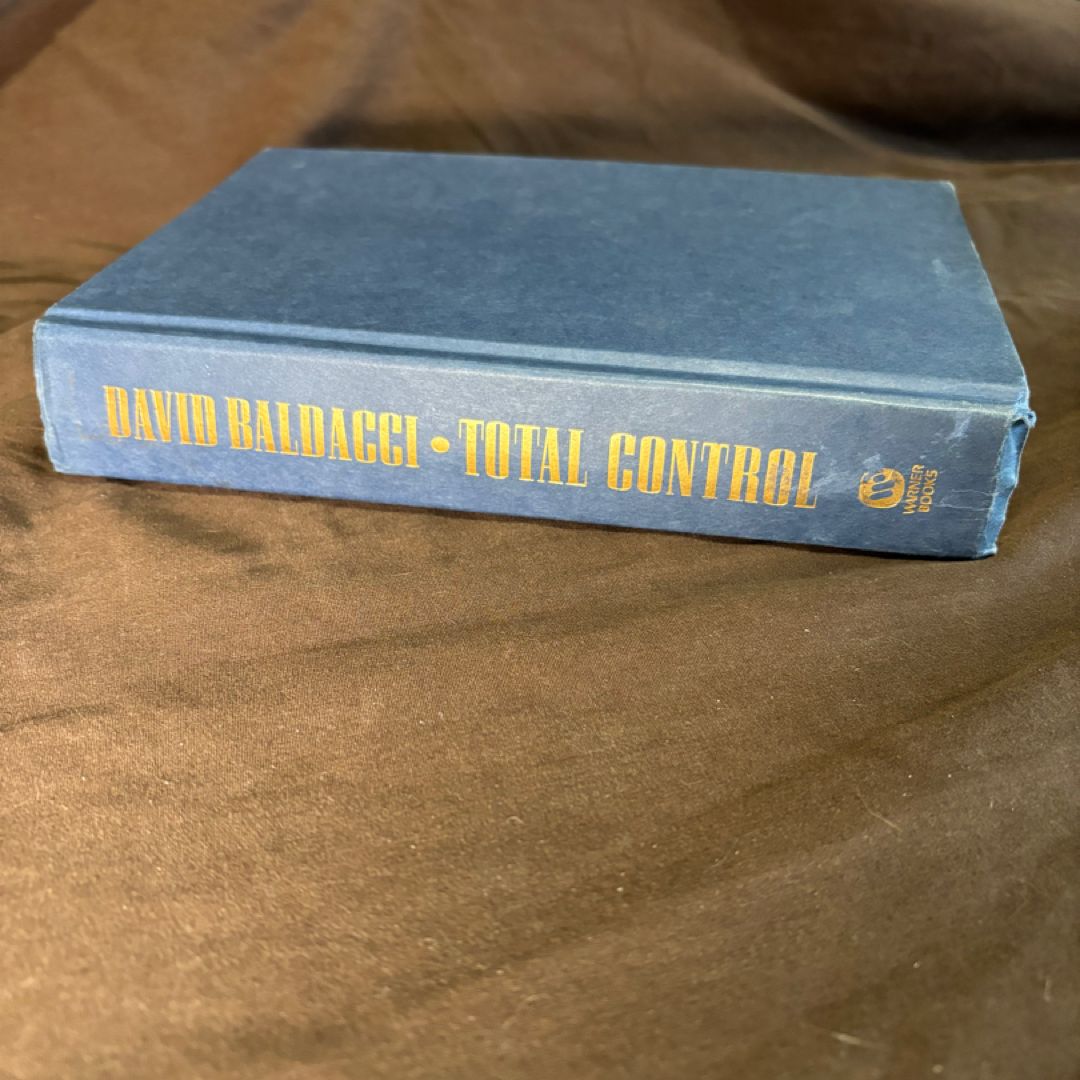 DAVID BALDACCI • TOTAL CONTROL
WARNER
BOOKS